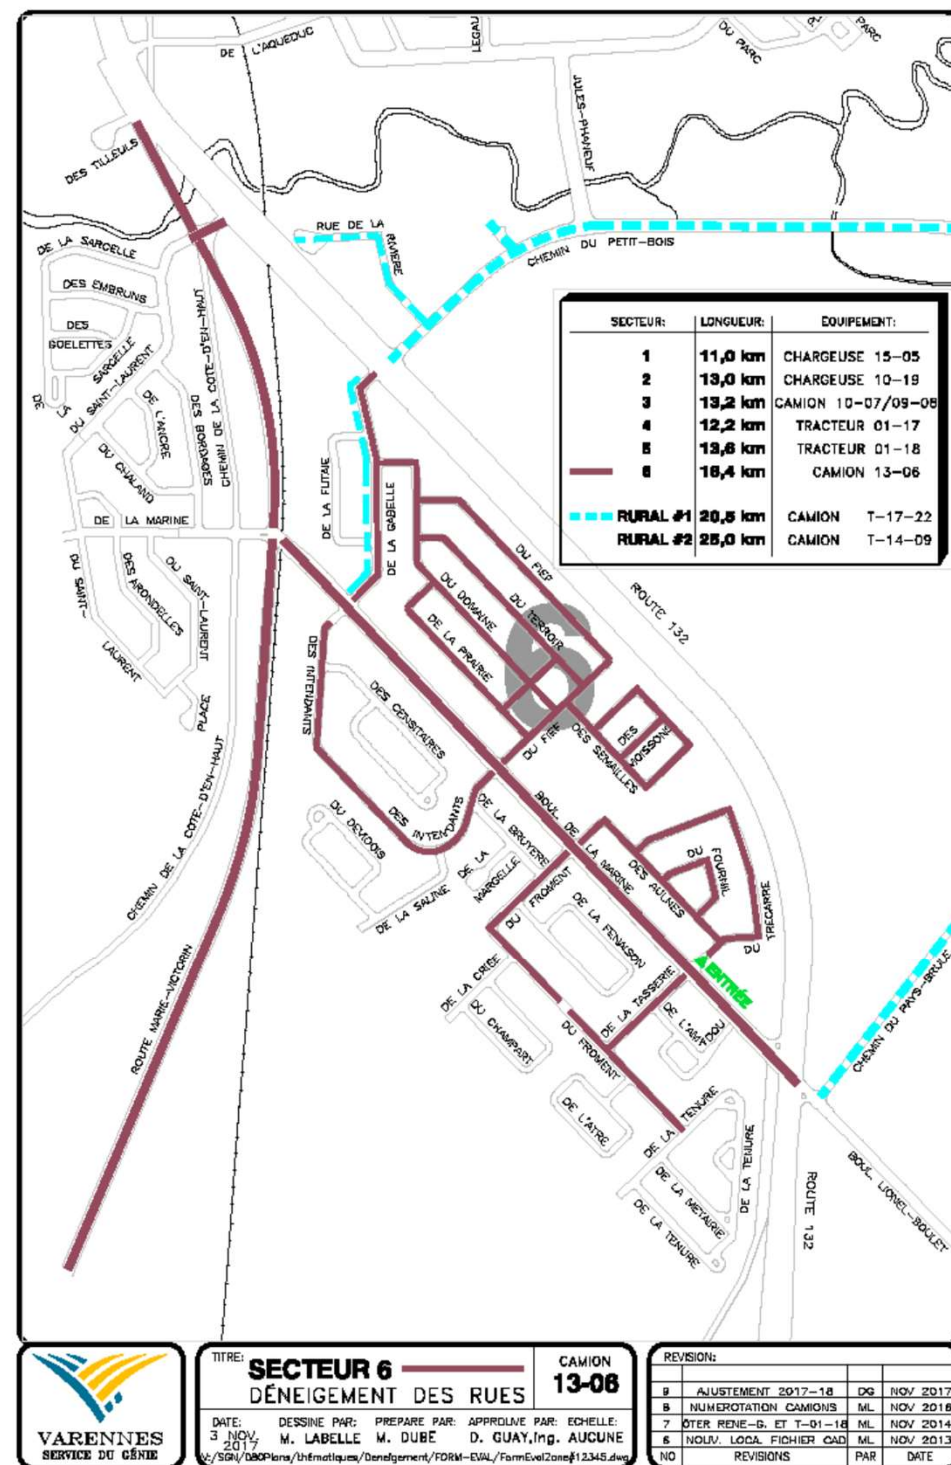 DE L'AQUEDUC
LEGAU
DU PARC
PARC
JULES-PHANEUF
DES TILLEULS
RUE DE LA
RIVIERE
CHEMIN DU PETIT-BOIS
DE LA SARCELLE
DES EMBRUNS
DES
GOELETTES
SARCELLE
DE LA
DU SAINT-LAURENT
DE L'ANCRE
DU CHALAND
DES BORDAGES
CHEMIN DE LA COTE-D'EN-HAUT
DE LA MARINE
DU SAINT-
LAURENT
DES ARONDELLES
DU SAINT-LAURENT
PLACE
SECTEUR: LONGUEUR: EQUIPEMENT:
1 11,0 km CHARGEUSE 15-05
2 13,0 km CHARGEUSE 10-19
3 13,2 km CAMION 10-07/09-08
4 12,2 km TRACTEUR 01-17
5 13,6 km TRACTEUR 01-18
6 16,4 km CAMION 13-06
RURAL #1 20,5 km CAMION T-17-22
RURAL #2 25,0 km CAMION T-14-09
DE LA FUTAIE
DE LA GABELLE
DU FIEF
DU TERROIR
DU DOMAINE
DE LA PRAIRIE
6
ROUTE 132
DES INTENDANTS
DES CENSITAIRES
DU FIEF
DES SEMAILLES
DES
MOISSONS
DU DEVIDOIS
DES INTENDANTS
DE LA BRUYERE
BOUL. DE LA MARINE
DE LA SALINE
DE LA
MARGELLE
DU FROMENT
DES AULNES
DU
FOURNIL
DU
TRECARRE
DE LA FENAISON
DE LA TASSERIE
ENTRÉE
DE LA CRIBE
DU CHAMPART
DE L'AMADOU
DU FROMENT
DE L'ATRE
DE LA TENURE
DE LA TENURE
DE LA METAIRIE
DE LA TENURE
CHEMIN DE LA COTE-D'EN-HAUT
ROUTE MARIE-VICTORIN
CHEMIN DU PAYS-BRULE
BOUL. LIONEL-BOULET
ROUTE 132
VARENNES
SERVICE DU GÉNIE
TITRE:
SECTEUR 6
DÉNEIGEMENT DES RUES
CAMION
13-06
DATE: DESSINE PAR: PREPARE PAR: APPROUVE PAR: ECHELLE:
3 NOV. 2017 M. LABELLE M. DUBE D. GUAY,Ing. AUCUNE
REVISION:
9 AJUSTEMENT 2017-18 DG NOV 2017
8 NUMEROTATION CAMIONS ML NOV 2016
7 ÔTER RENE-G. ET T-01-18 ML NOV 2014
6 NOUV. LOCA. FICHIER CAD ML NOV 2013
NO REVISIONS PAR DATE